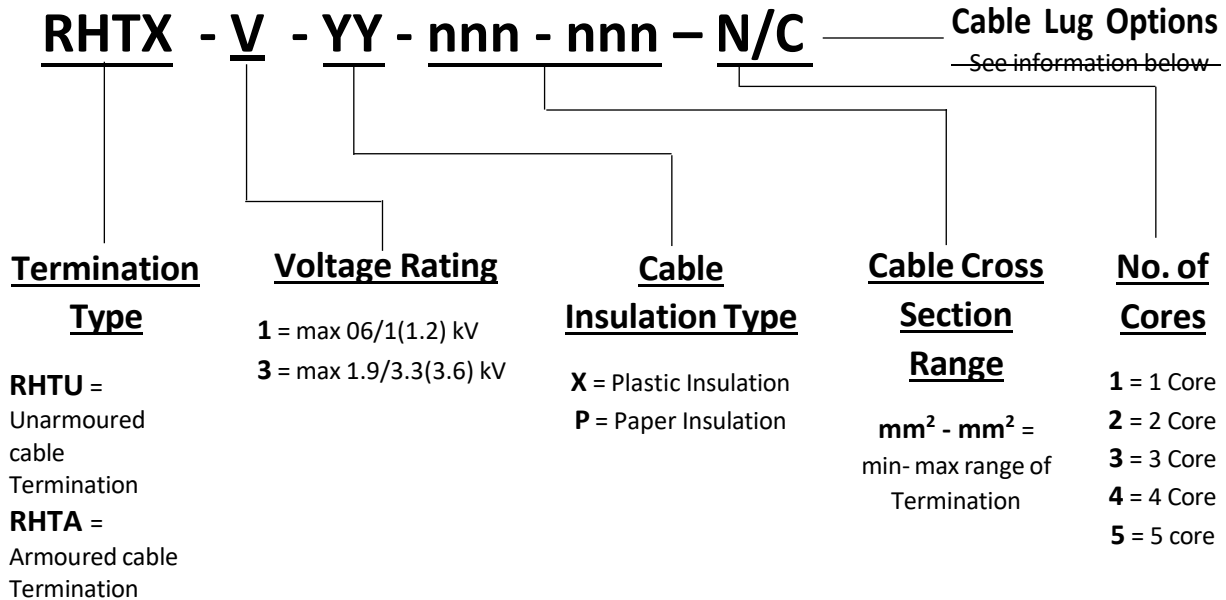 RHTX - V - YY - nnn - nnn – N/C
Cable Lug Options
See information below
Termination
Type
RHTU =
Unarmoured
cable
Termination
RHTA =
Armoured cable
Termination
Voltage Rating
1 = max 06/1(1.2) kV
3 = max 1.9/3.3(3.6) kV
Cable
Insulation Type
X = Plastic Insulation
P = Paper Insulation
Cable Cross
Section
Range
mm² - mm² =
min- max range of
Termination
No. of
Cores
1 = 1 Core
2 = 2 Core
3 = 3 Core
4 = 4 Core
5 = 5 core